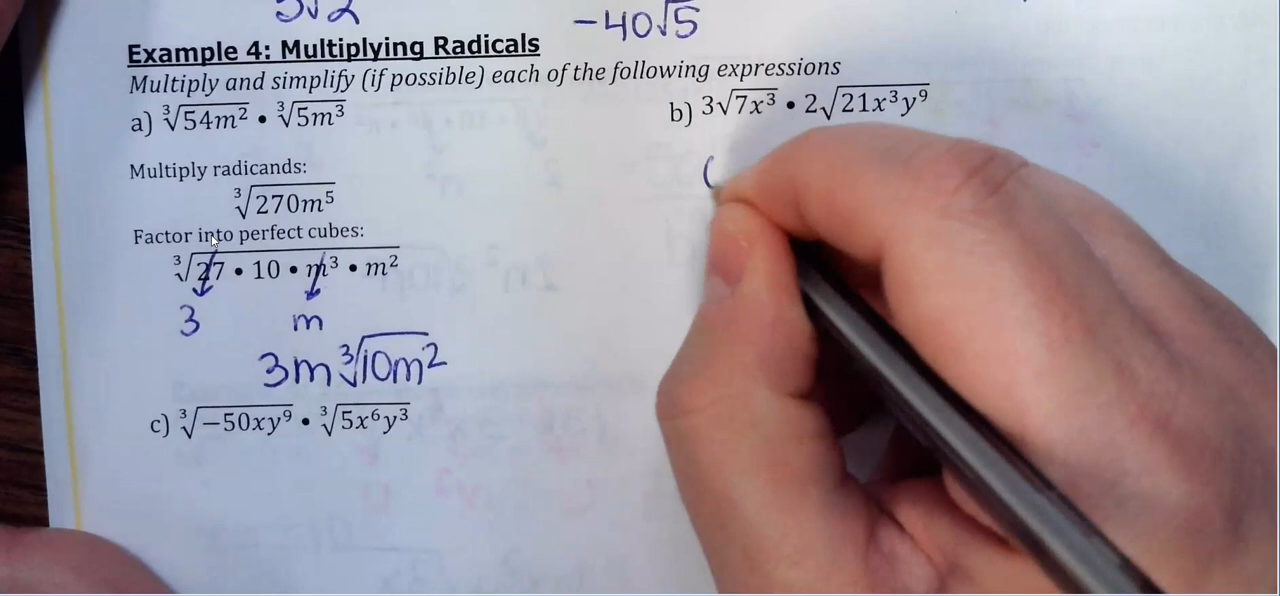 5√2 -40√5
Example 4: Multiplying Radicals
Multiply and simplify (if possible) each of the following expressions
a) ∛54m² • ∛5m³
b) 3√7x³ • 2√21x³y⁹
Multiply radicands:
∛270m⁵
Factor into perfect cubes:
∛27 • 10 • m³ • m²
3 m
3m∛10m²
c) ∛−50xy⁹ • ∛5x⁶y³